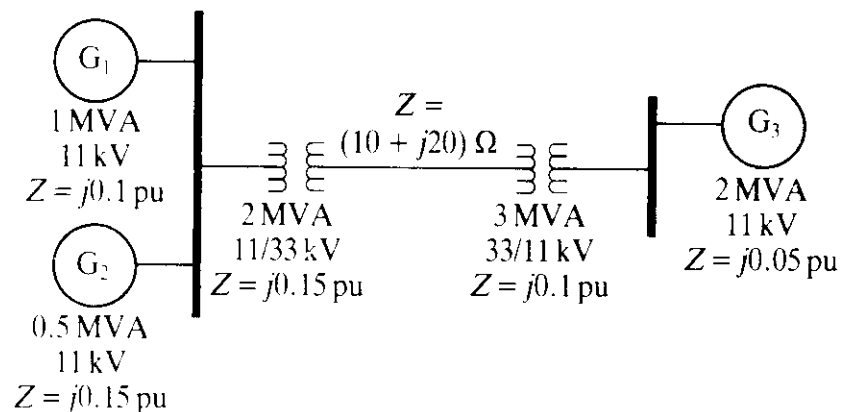 G₁
1 MVA
11 kV
Z = j0.1 pu
G₂
0.5 MVA
11 kV
Z = j0.15 pu
2 MVA
11/33 kV
Z = j0.15 pu
Z =
(10 + j20) Ω
3 MVA
33/11 kV
Z = j0.1 pu
G₃
2 MVA
11 kV
Z = j0.05 pu